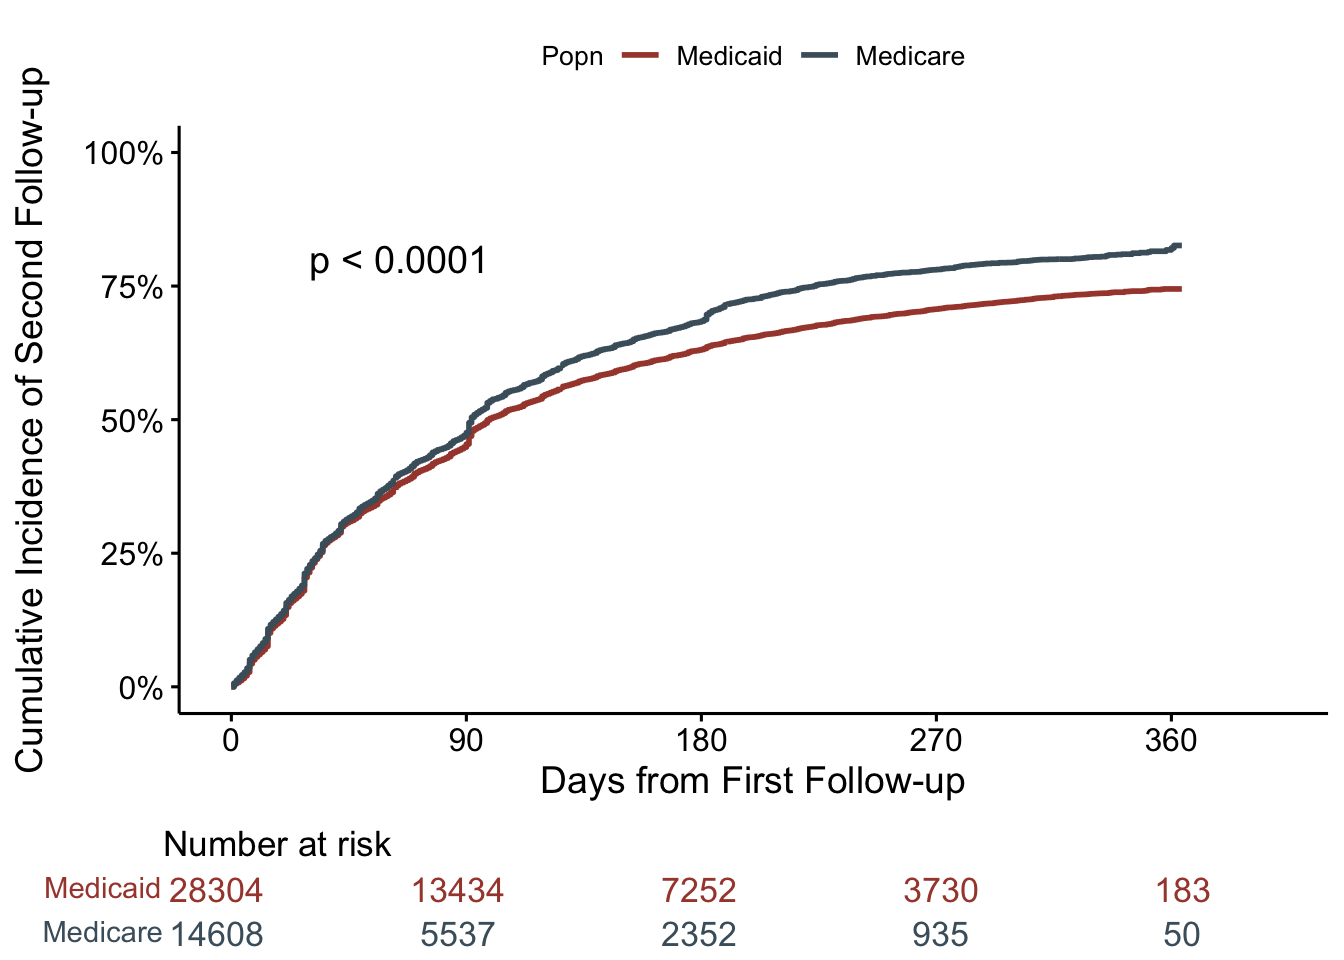 Popn Medicaid Medicare
Cumulative Incidence of Second Follow-up
100%
p < 0.0001
75%
50%
25%
0%
0 90 180 270 360
Days from First Follow-up
Number at risk
Medicaid 28304 13434 7252 3730 183
Medicare 14608 5537 2352 935 50